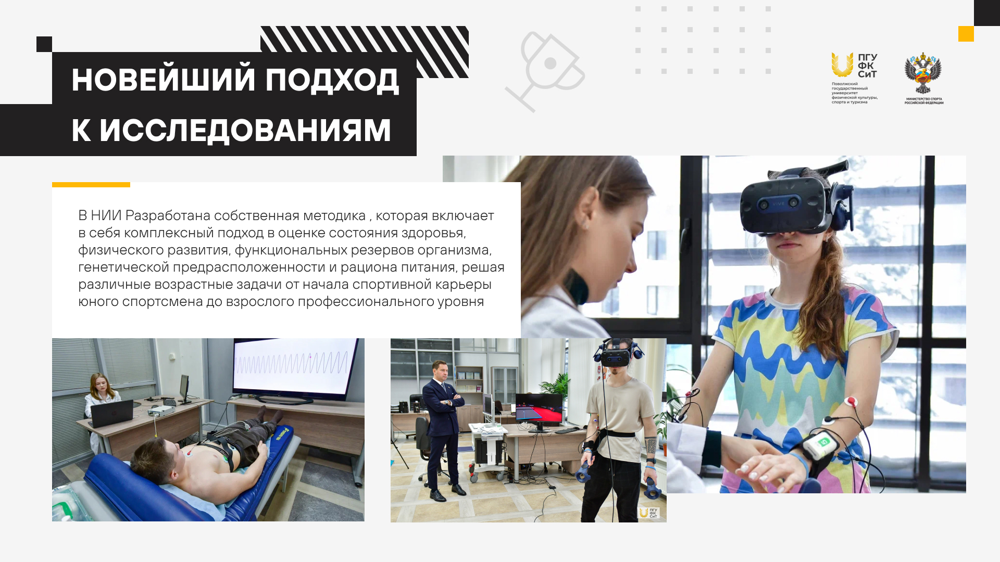 НОВЕЙШИЙ ПОДХОД
К ИССЛЕДОВАНИЯМ
ПГУ
ФК
СиТ
Поволжский
государственный
университет
физической культуры,
спорта и туризма
МИНИСТЕРСТВО СПОРТА
РОССИЙСКОЙ ФЕДЕРАЦИИ
В НИИ Разработана собственная методика , которая включает
в себя комплексный подход в оценке состояния здоровья,
физического развития, функциональных резервов организма,
генетической предрасположенности и рациона питания, решая
различные возрастные задачи от начала спортивной карьеры
юного спортсмена до взрослого профессионального уровня
VIVE
ПГУ
ФК
СиТ